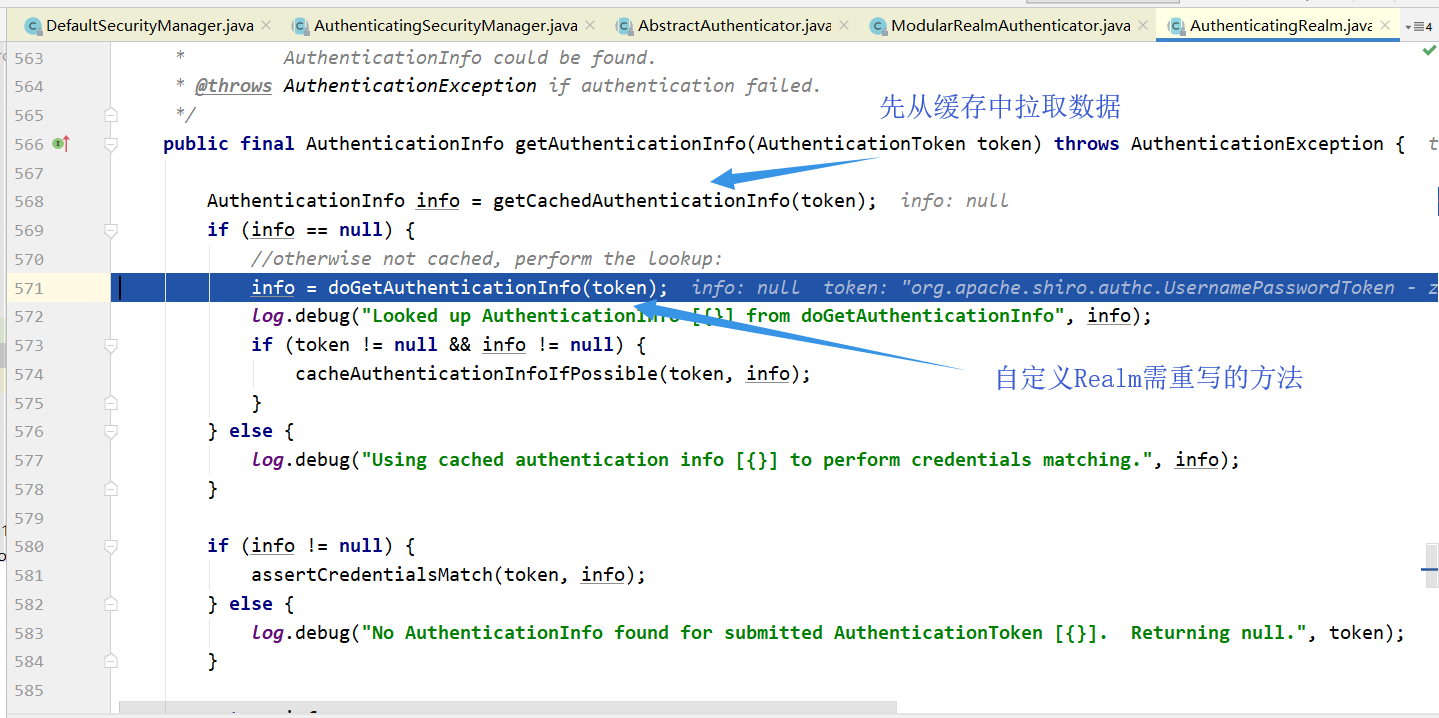 DefaultSecurityManager.java AuthenticatingSecurityManager.java AbstractAuthenticator.java ModularRealmAuthenticator.java AuthenticatingRealm.java 4
563 * AuthenticationInfo could be found.
564 * @throws AuthenticationException if authentication failed.
先从缓存中拉取数据
565 */
566 public final AuthenticationInfo getAuthenticationInfo(AuthenticationToken token) throws AuthenticationException { t
567
568 AuthenticationInfo info = getCachedAuthenticationInfo(token); info: null
569 if (info == null) {
570 //otherwise not cached, perform the lookup:
571 info = doGetAuthenticationInfo(token); info: null token: "org.apache.shiro.authc.UsernamePasswordToken - z
572 log.debug("Looked up AuthenticationInfo [{}] from doGetAuthenticationInfo", info);
573 if (token != null && info != null) {
574 cacheAuthenticationInfoIfPossible(token, info);
自定义Realm需重写的方法
575 }
576 } else {
577 log.debug("Using cached authentication info [{}] to perform credentials matching.", info);
578 }
579
580 if (info != null) {
581 assertCredentialsMatch(token, info);
582 } else {
583 log.debug("No AuthenticationInfo found for submitted AuthenticationToken [{}].  Returning null.", token);
584 }
585